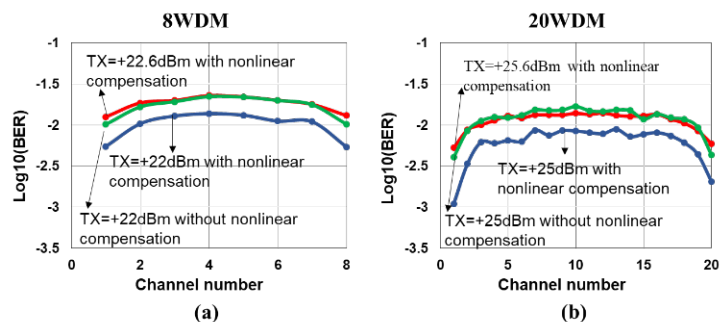 8WDM
20WDM
-1
-1.5
-2
-2.5
-3
-3.5
Log10(BER)
TX=+22.6dBm with nonlinear
compensation
TX=+22dBm with nonlinear
compensation
TX=+22dBm without nonlinear
compensation
0
2
4
6
8
Channel number
(a)
-1
-1.5
-2
-2.5
-3
-3.5
Log10(BER)
TX=+25.6dBm with nonlinear
compensation
TX=+25dBm with
nonlinear compensation
TX=+25dBm without nonlinear
compensation
0
5
10
15
20
Channel number
(b)